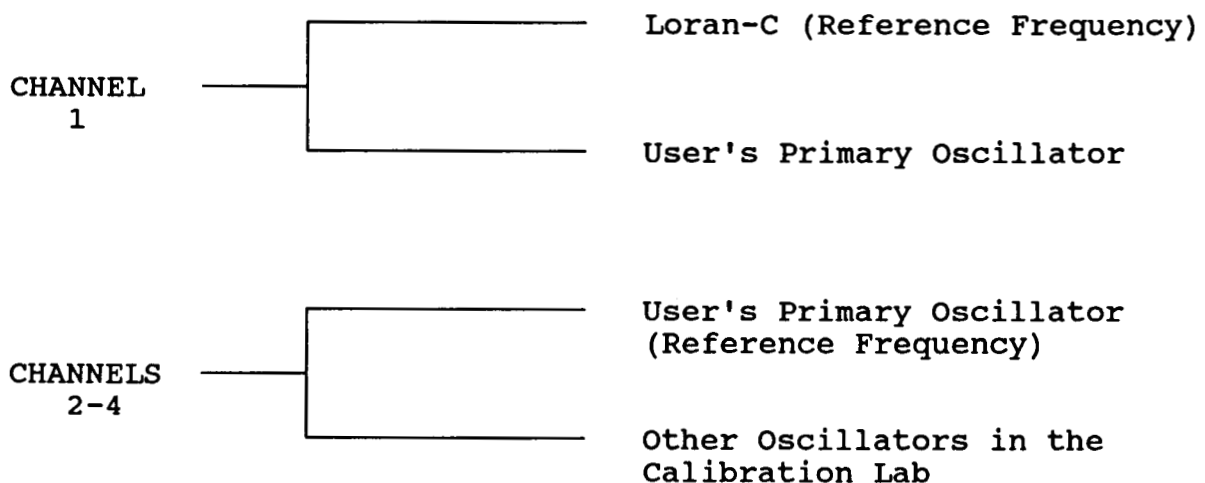 Loran-C (Reference Frequency)
CHANNEL
1
User's Primary Oscillator
User's Primary Oscillator
(Reference Frequency)
CHANNELS
2-4
Other Oscillators in the
Calibration Lab